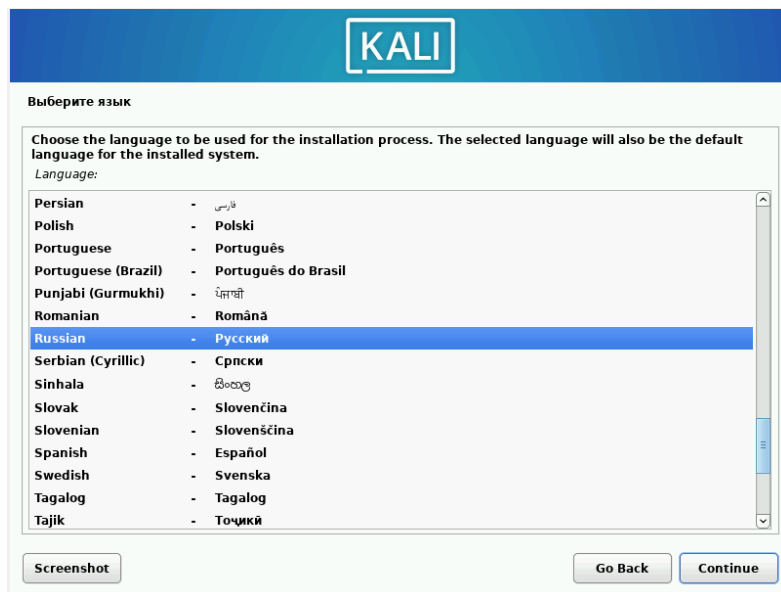 KALI
Выберите язык
Choose the language to be used for the installation process. The selected language will also be the default
language for the installed system.
Language:
Persian - فارسی
Polish - Polski
Portuguese - Português
Portuguese (Brazil) - Português do Brasil
Punjabi (Gurmukhi) - ਪੰਜਾਬੀ
Romanian - Română
Russian - Русский
Serbian (Cyrillic) - Српски
Sinhala - සිංහල
Slovak - Slovenčina
Slovenian - Slovenščina
Spanish - Español
Swedish - Svenska
Tagalog - Tagalog
Tajik - Тоҷикӣ
Screenshot Go Back Continue